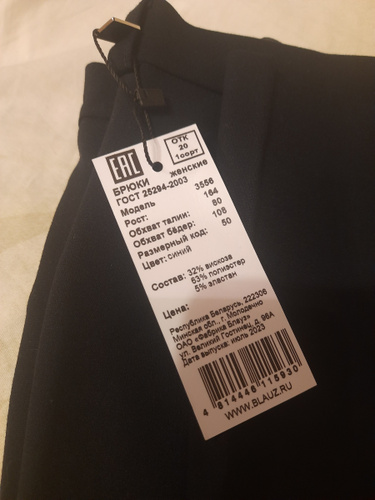 EAC
ОТК
20
1сорт
БРЮКИ женские
ГОСТ 25294-2003
Модель 3556
Рост: 164
Обхват талии: 80
Обхват бёдер: 106
Размерный код: 50
Цвет: синий
Состав: 32% вискоза
63% полиэстер
5% эластан
Цена:
Республика Беларусь, 222306
Минская обл., г. Молодечно
ОАО «Фабрика Блауз»
ул. Великий Гостинец, д. 96А
Дата выпуска: июль 2023
4 814446 115930
WWW.BLAUZ.RU